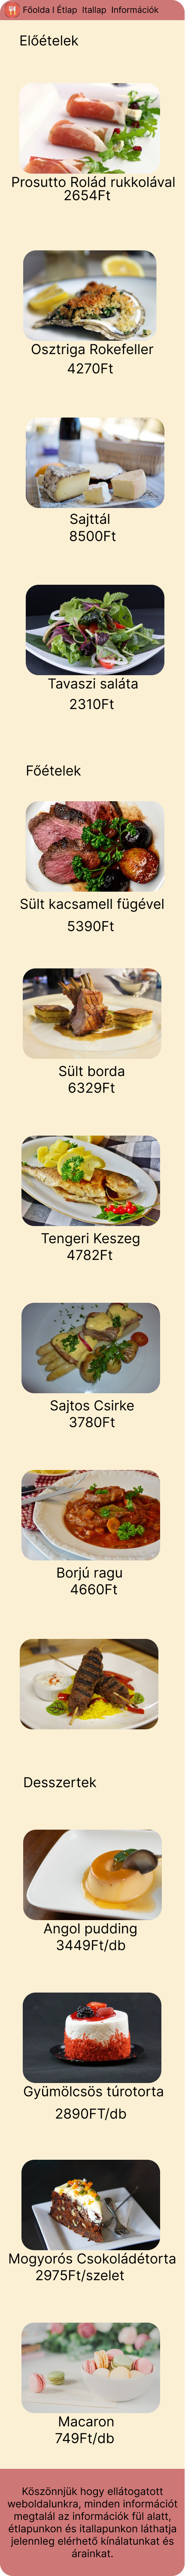 Főolda l Étlap Itallap Információk
Előételek
Prosutto Rolád rukkolával
2654Ft
Osztriga Rokefeller
4270Ft
Sajttál
8500Ft
Tavaszi saláta
2310Ft
Főételek
Sült kacsamell fügével
5390Ft
Sült borda
6329Ft
Tengeri Keszeg
4782Ft
Sajtos Csirke
3780Ft
Borjú ragu
4660Ft
Desszertek
Angol pudding
3449Ft/db
Gyümölcsös túrotorta
2890FT/db
Mogyorós Csokoládétorta
2975Ft/szelet
Macaron
749Ft/db
Köszönnjük hogy ellátogatott
weboldalunkra, minden információt
megtalál az információk fül alatt,
étlapunkon és itallapunkon láthatja
jelennleg elérhető kínálatunkat és
árainkat.